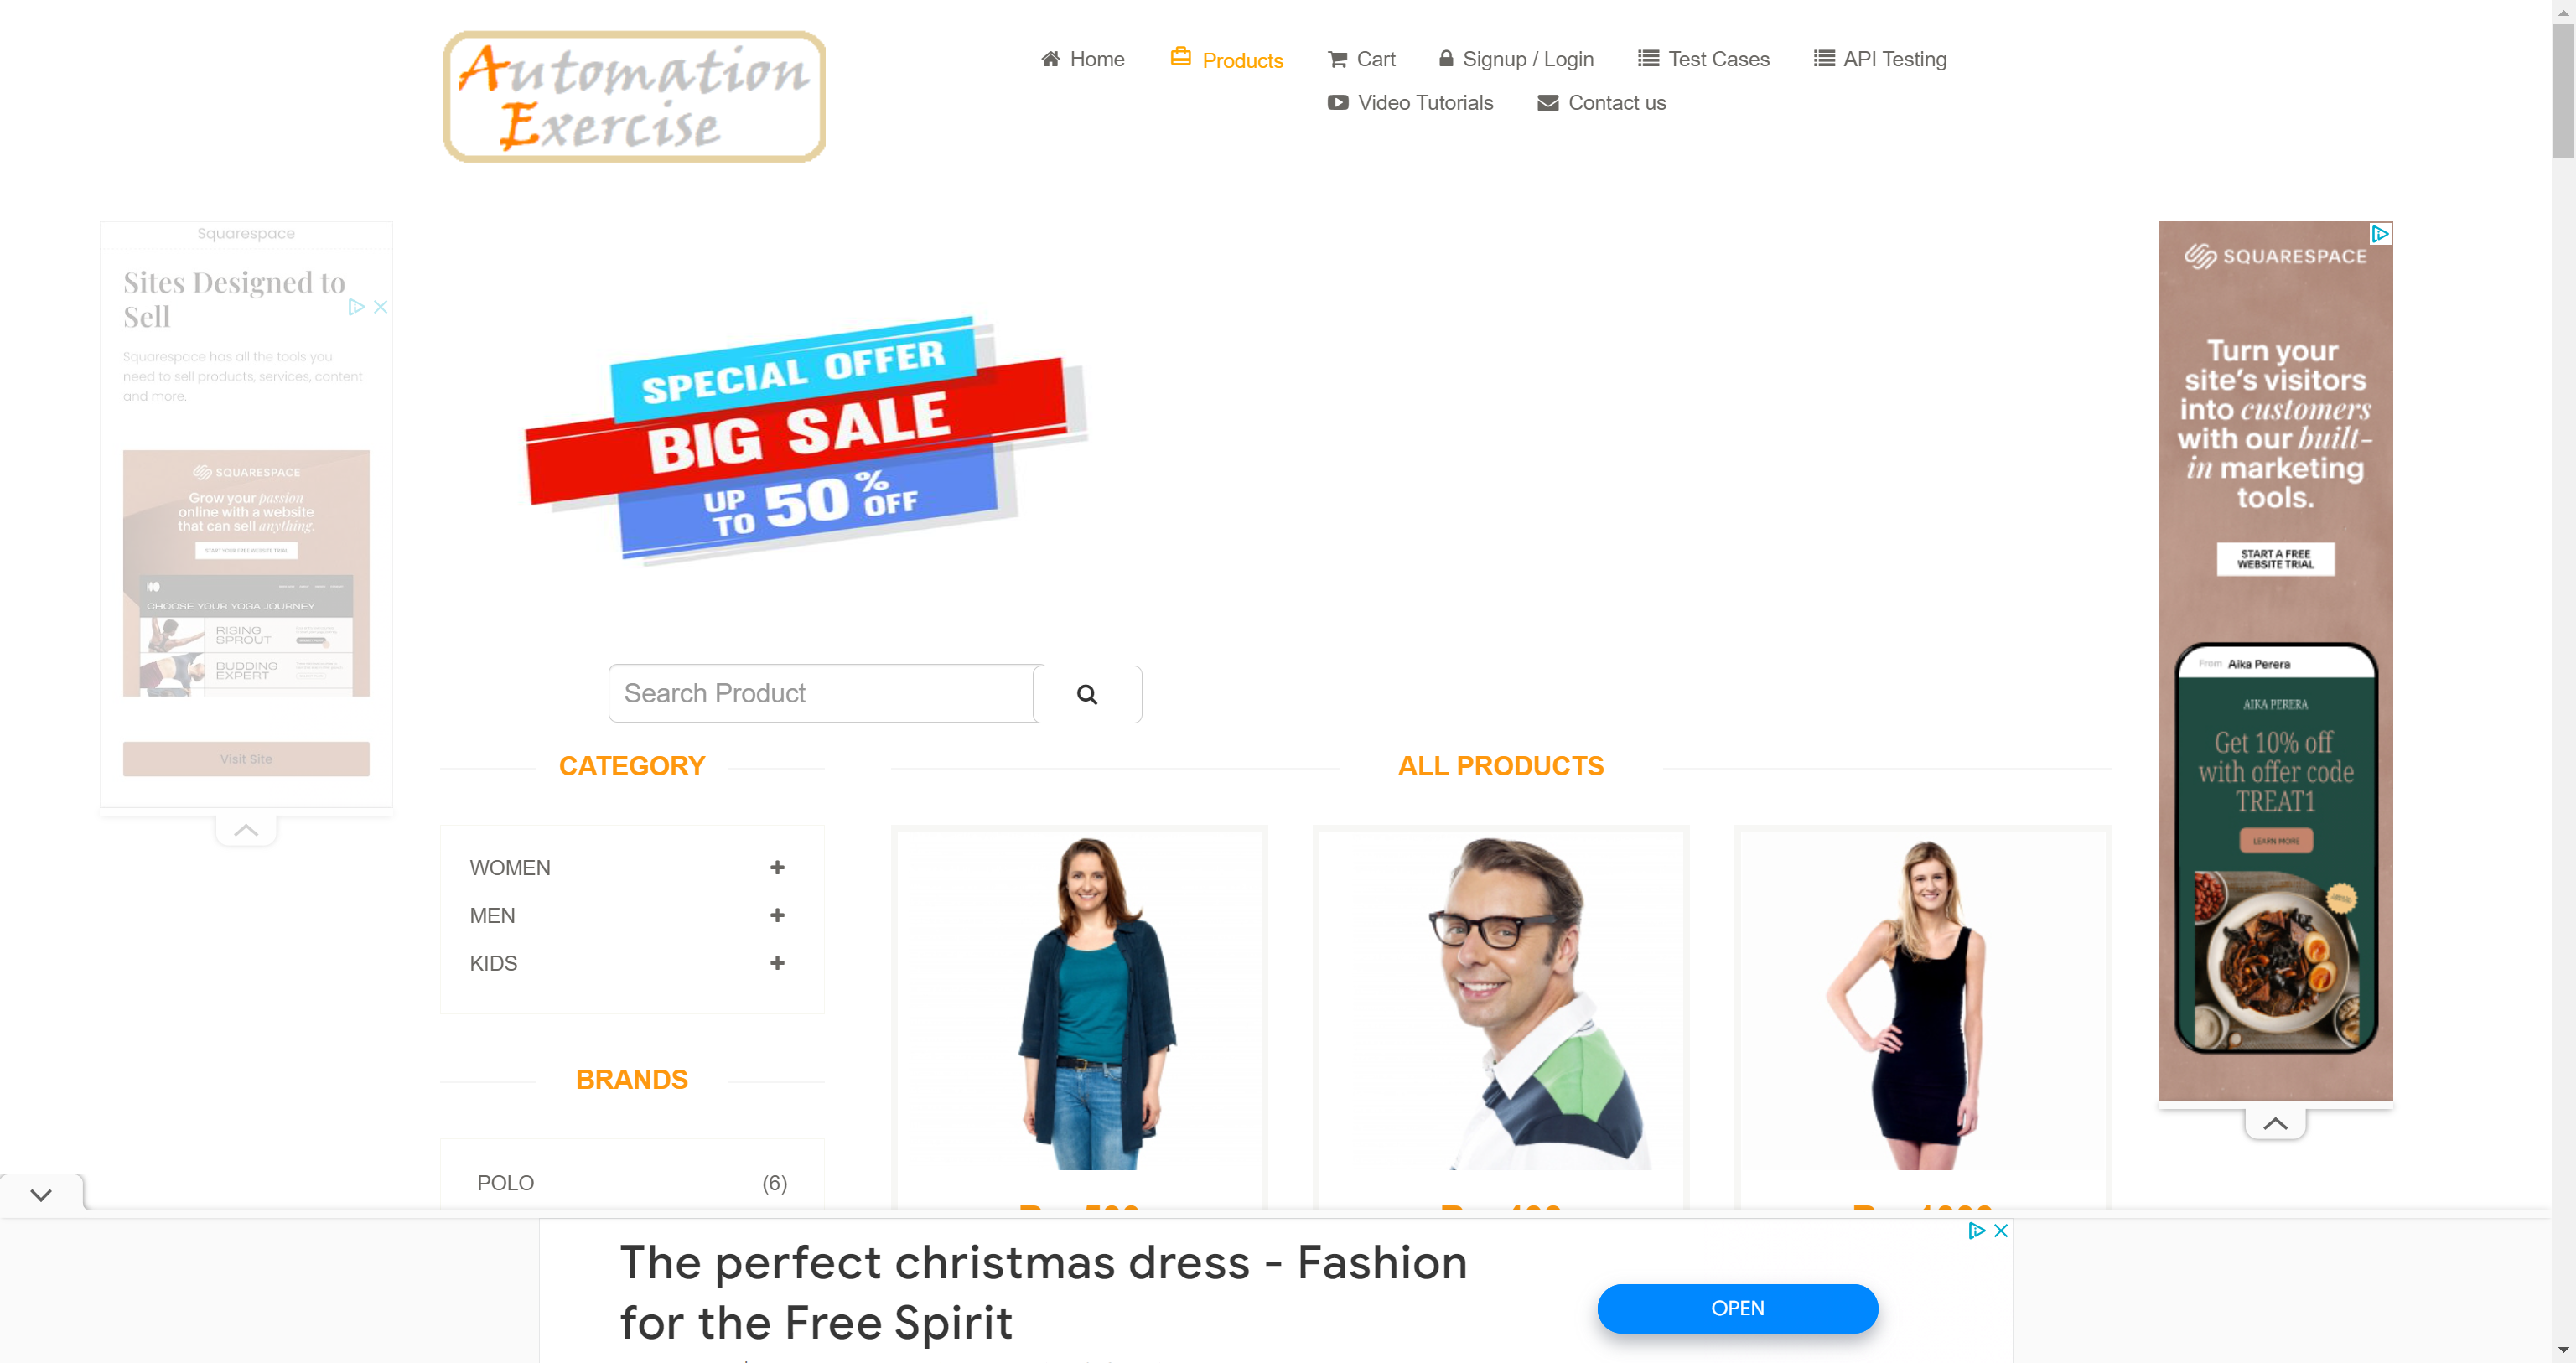 Automation
Exercise
Home
Products
Cart
Signup / Login
Test Cases
API Testing
Video Tutorials
Contact us
Squarespace
Sites Designed to
Sell
Squarespace has all the tools you
need to sell products, services, content
and more.
SQUARESPACE
Grow your passion
online with a website
that can sell anything.
START YOUR FREE WEBSITE TRIAL
CHOOSE YOUR YOGA JOURNEY
RISING
SPROUT
BUDDING
EXPERT
Visit Site
SPECIAL OFFER
BIG SALE
UP TO 50% OFF
Search Product
CATEGORY
WOMEN
MEN
KIDS
BRANDS
POLO (6)
ALL PRODUCTS
SQUARESPACE
Turn your
site's visitors
into customers
with our built-
in marketing
tools.
START A FREE
WEBSITE TRIAL
From Aika Perera
AIKA PERERA
Get 10% off
with offer code
TREAT1
LEARN MORE
The perfect christmas dress - Fashion
for the Free Spirit
OPEN